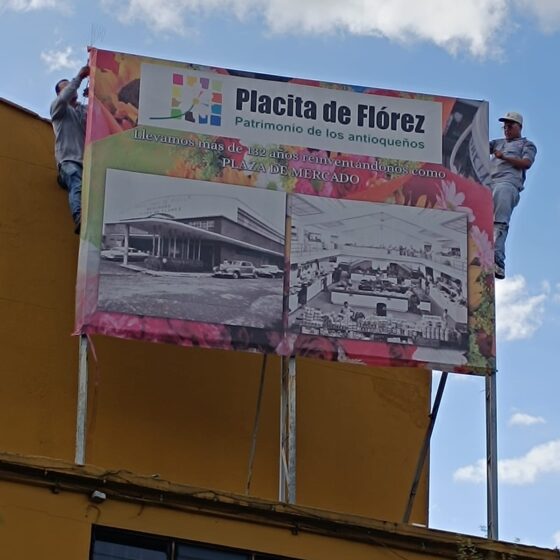 Placita de Flórez
Patrimonio de los antioqueños
Llevamos más de 132 años reinventándonos como
PLAZA DE MERCADO